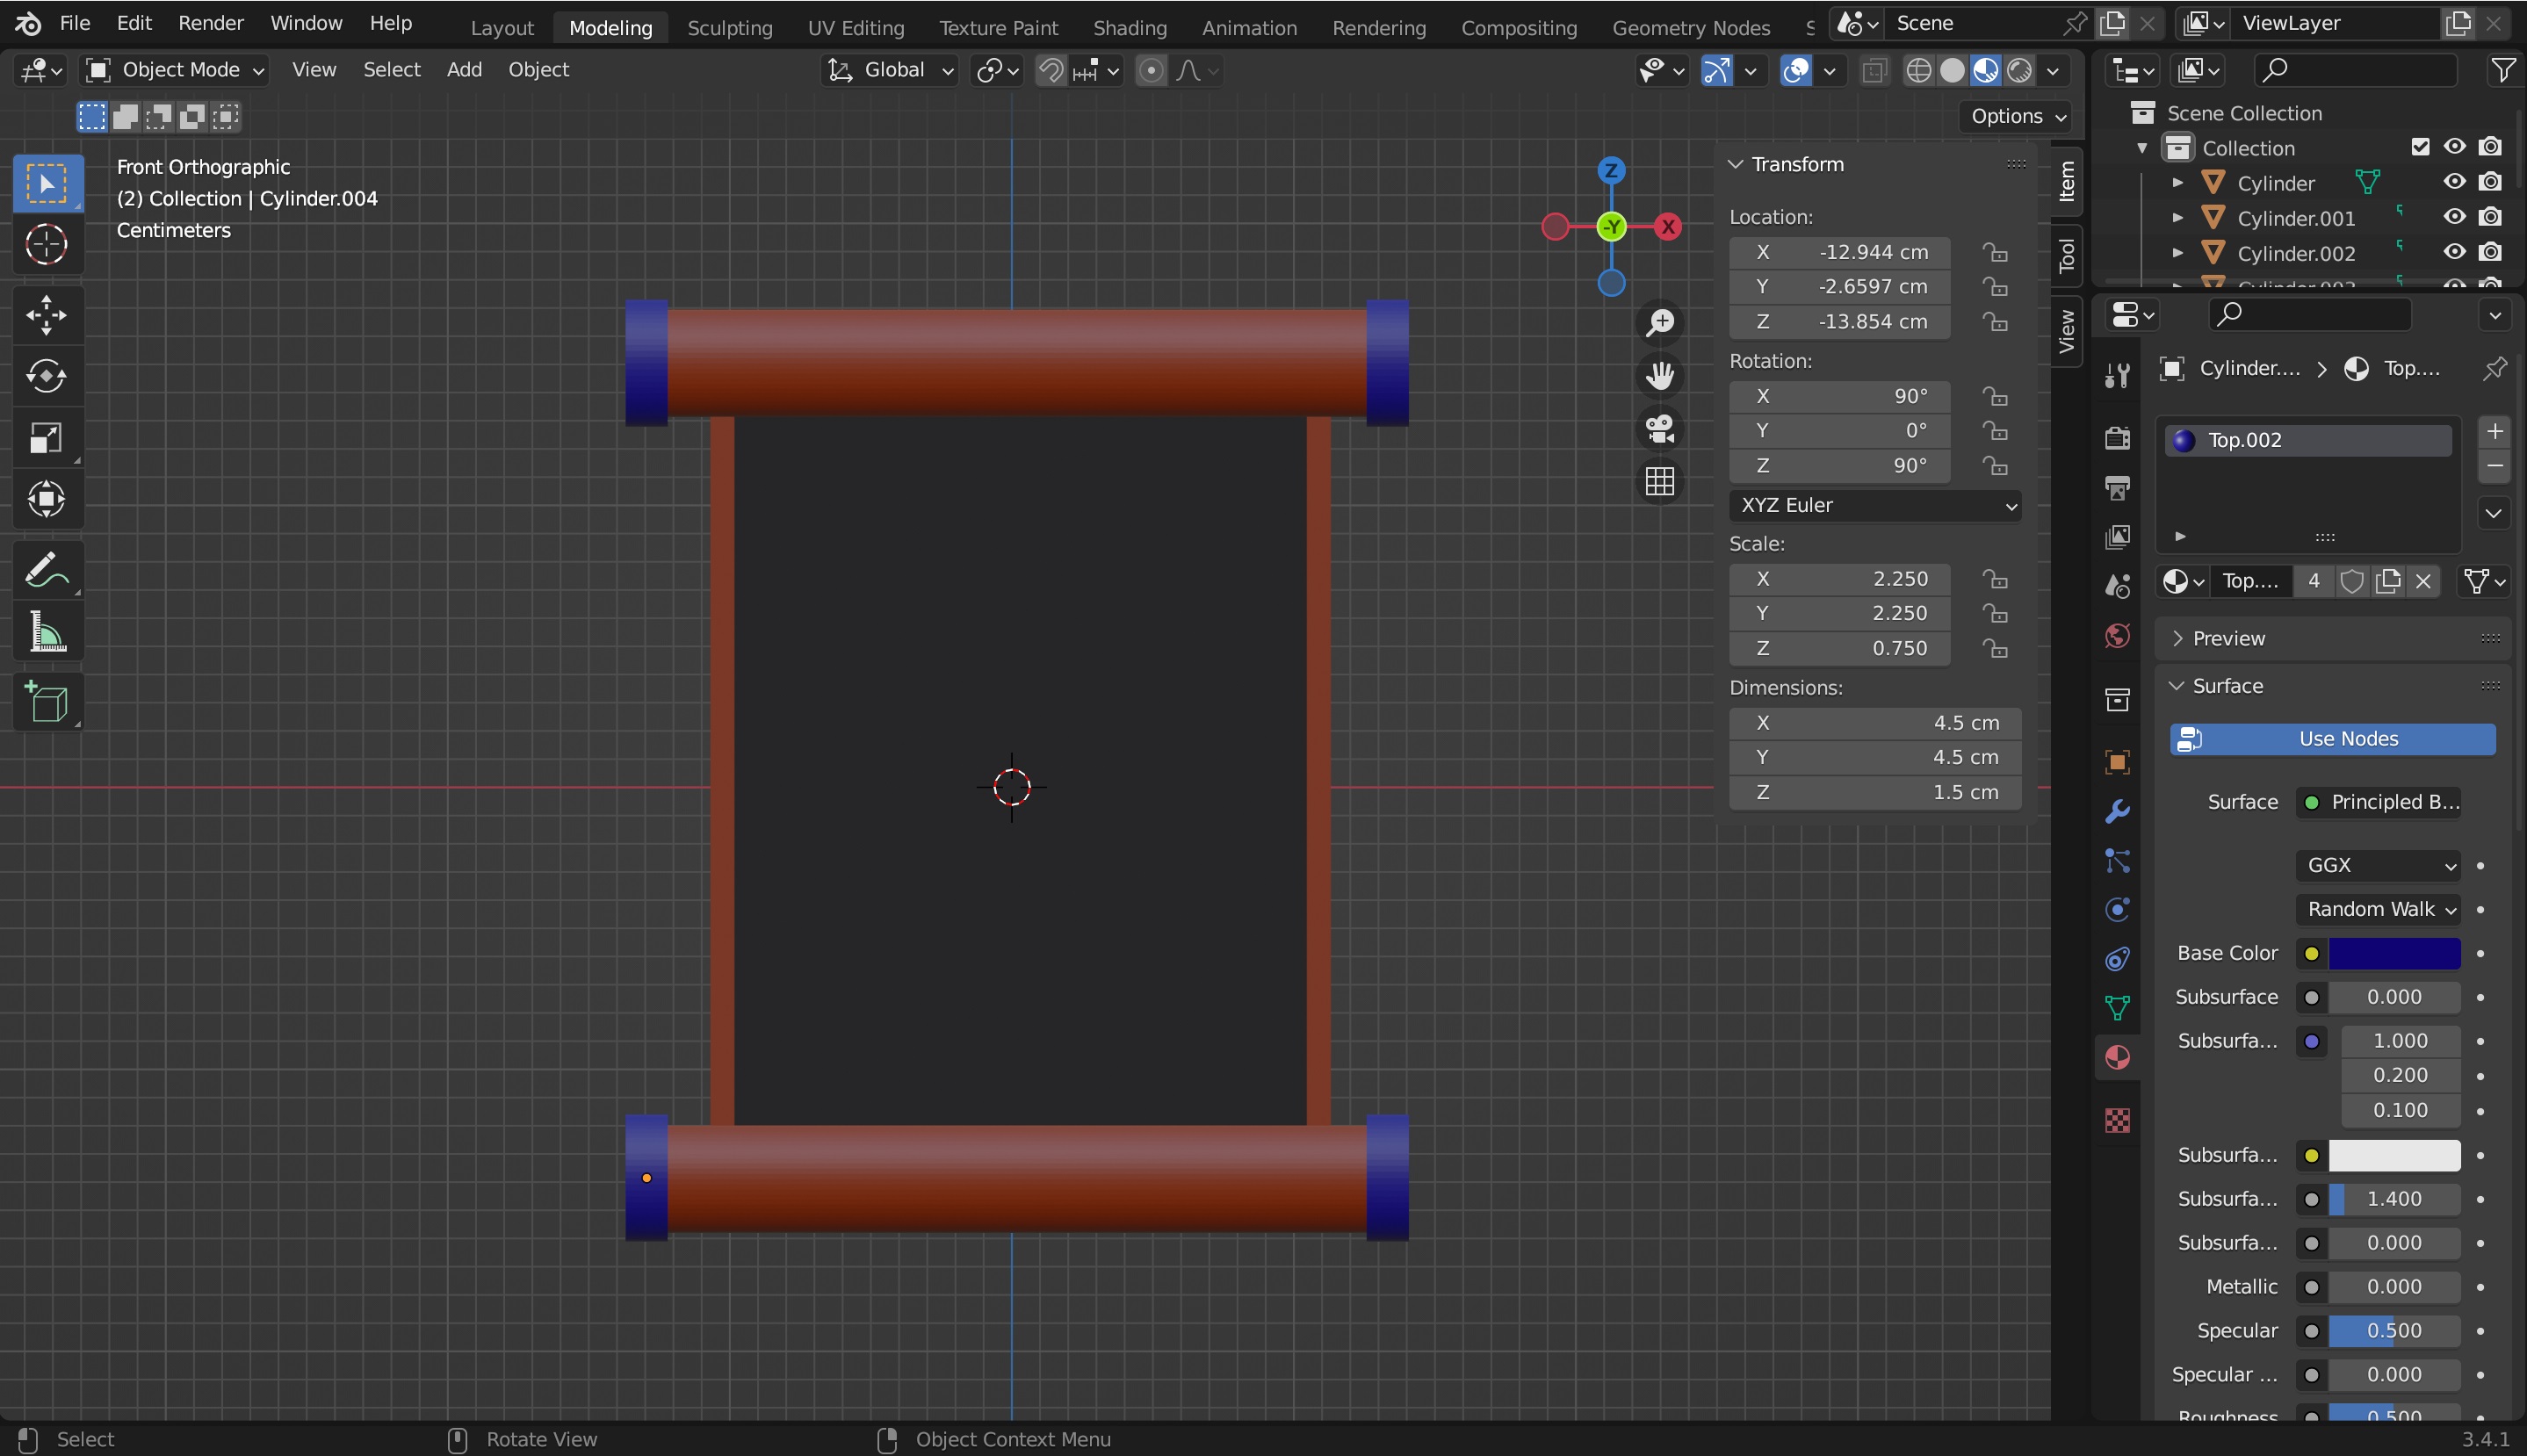 File Edit Render Window Help Layout Modeling Sculpting UV Editing Texture Paint Shading Animation Rendering Compositing Geometry Nodes S Scene ViewLayer
Object Mode View Select Add Object Global
Options
Front Orthographic
(2) Collection | Cylinder.004
Centimeters
Z
-Y
X
Transform
Location:
X -12.944 cm
Y -2.6597 cm
Z -13.854 cm
Rotation:
X 90°
Y 0°
Z 90°
XYZ Euler
Scale:
X 2.250
Y 2.250
Z 0.750
Dimensions:
X 4.5 cm
Y 4.5 cm
Z 1.5 cm
Item
Tool
View
Scene Collection
Collection
Cylinder
Cylinder.001
Cylinder.002
Cylinder.... Top....
Top.002
Top.... 4
Preview
Surface
Use Nodes
Surface Principled B...
GGX
Random Walk
Base Color
Subsurface 0.000
Subsurfa... 1.000
0.200
0.100
Subsurfa...
Subsurfa... 1.400
Subsurfa... 0.000
Metallic 0.000
Specular 0.500
Specular ... 0.000
Roughness 0.500
Select Rotate View Object Context Menu 3.4.1